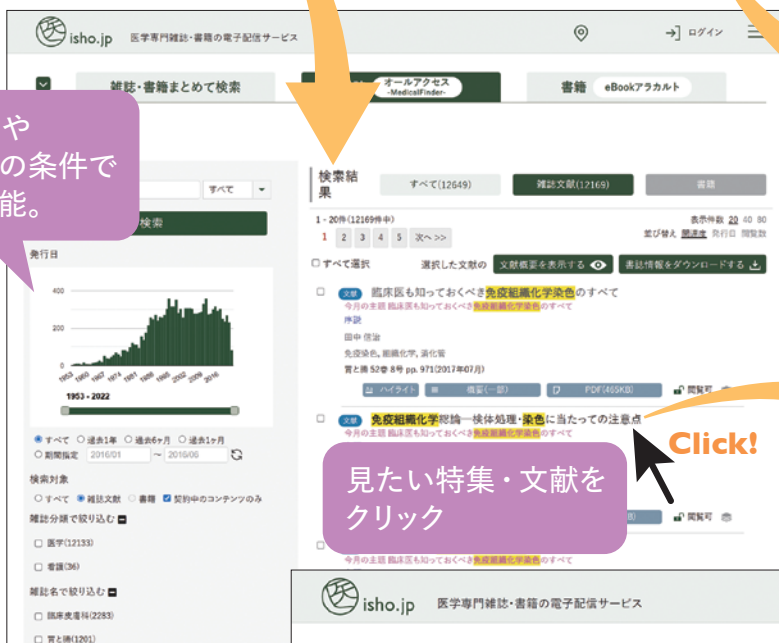 医 isho.jp 医学専門雑誌・書籍の電子配信サービス
ログイン
雑誌・書籍まとめて検索
オールアクセス
-MedicalFinder-
書籍 eBookアラカルト
や
の条件で
能。
すべて
検索
発行日
400
200
0
1953 1960 1967 1974 1981 1988 1995 2002 2009 2016
1953 - 2022
すべて 過去1年 過去6ヶ月 過去1ヶ月
期間指定 2016/01 ～ 2016/06
検索対象
すべて 雑誌文献 書籍 契約中のコンテンツのみ
雑誌分類で絞り込む
医学(12133)
看護(36)
雑誌名で絞り込む
臨床皮膚科(2283)
胃と腸(1201)
検索結
果
すべて(12649)
雑誌文献(12169)
書籍
1 - 20件(12169件中)
表示件数 20 40 80
1 2 3 4 5 次へ >>
並び替え 関連度 発行日 閲覧数
すべて選択 選択した文献の 文献概要を表示する 書誌情報をダウンロードする
文献 臨床医も知っておくべき免疫組織化学染色のすべて
今月の主題 臨床医も知っておくべき免疫組織化学染色のすべて
序説
田中 信治
免疫染色, 組織化学, 消化管
胃と腸 52巻 8号 pp. 971(2017年07月)
ハイライト 概要(一部) PDF(465KB) 閲覧可
文献 免疫組織化学総論―検体処理・染色に当たっての注意点
今月の主題 臨床医も知っておくべき免疫組織化学染色のすべて
Click!
見たい特集・文献を
クリック
閲覧可
今月の主題 臨床医も知っておくべき免疫組織化学染色のすべて
医 isho.jp 医学専門雑誌・書籍の電子配信サービス